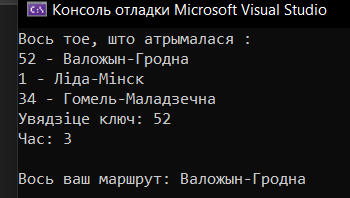 Консоль отладки Microsoft Visual Studio
Вось тое, што атрымалася :
52 - Валожын-Гродна
1 - Ліда-Мінск
34 - Гомель-Маладзечна
Увядзіце ключ: 52
Час: 3
Вось ваш маршрут: Валожын-Гродна